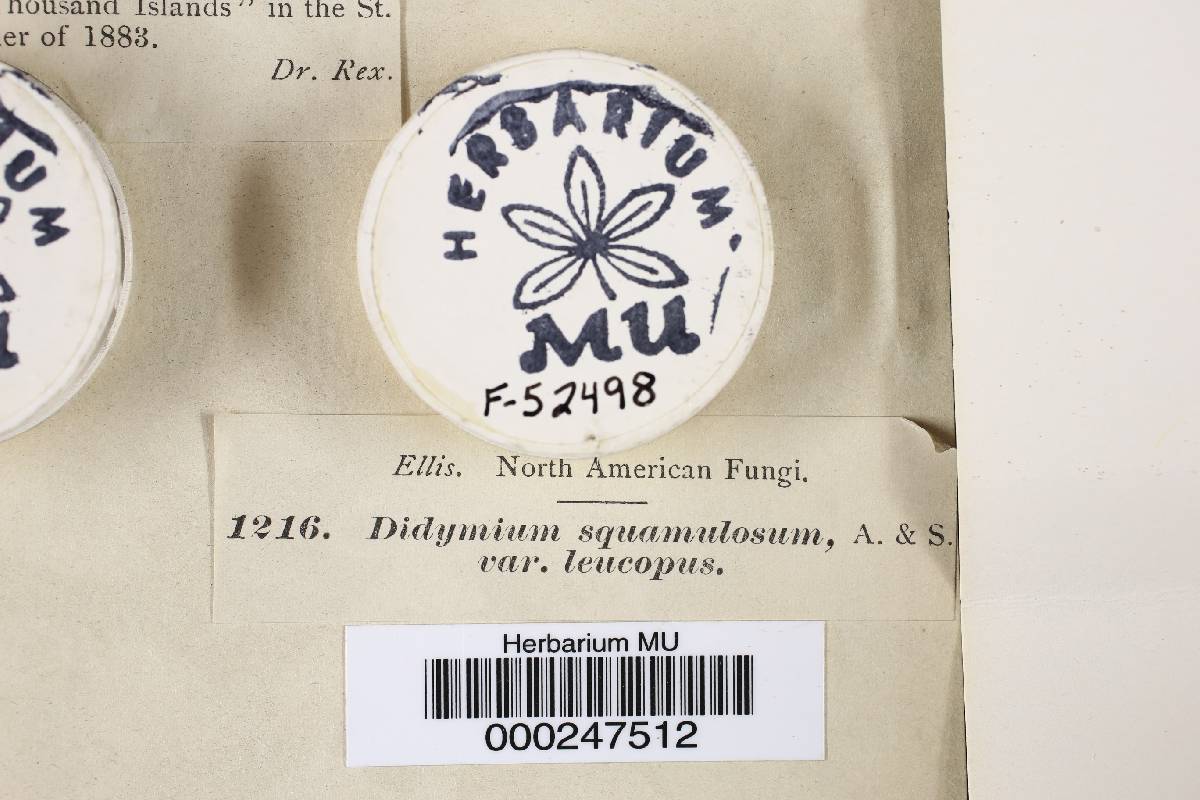 housand Islands" in the St.
er of 1883.
Dr. Rex.
UM
HERBARIUM.
MU
F-52498
Ellis. North American Fungi.
1216. Didymium squamulosum, A. & S.
var. leucopus.
Herbarium MU
000247512